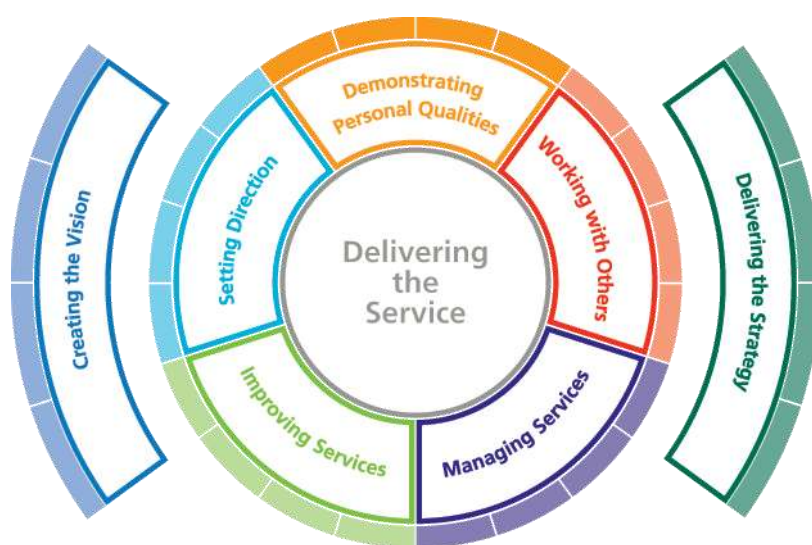 Demonstrating
Personal Qualities
Working with Others
Managing Services
Improving Services
Setting Direction
Delivering
the
Service
Creating the Vision
Delivering the Strategy